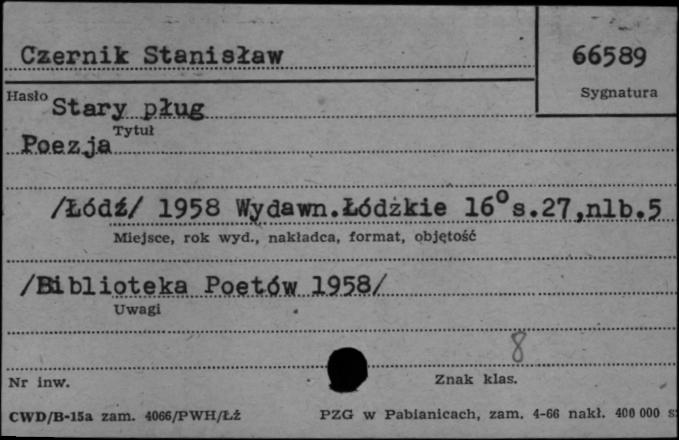 Czernik Stanisław
66589
Sygnatura
Hasło
Stary pług
Tytuł
Poezja
/Łódź/ 1958 Wydawn.Łódzkie 16° s.27,nlb.5
Miejsce, rok wyd., nakładca, format, objętość
/Biblioteka Poetów 1958/
Uwagi
8
Nr inw.
Znak klas.
CWD/B-15a zam. 4066/PWH/Łź
PZG w Pabianicach, zam. 4-66 nakł. 400 000